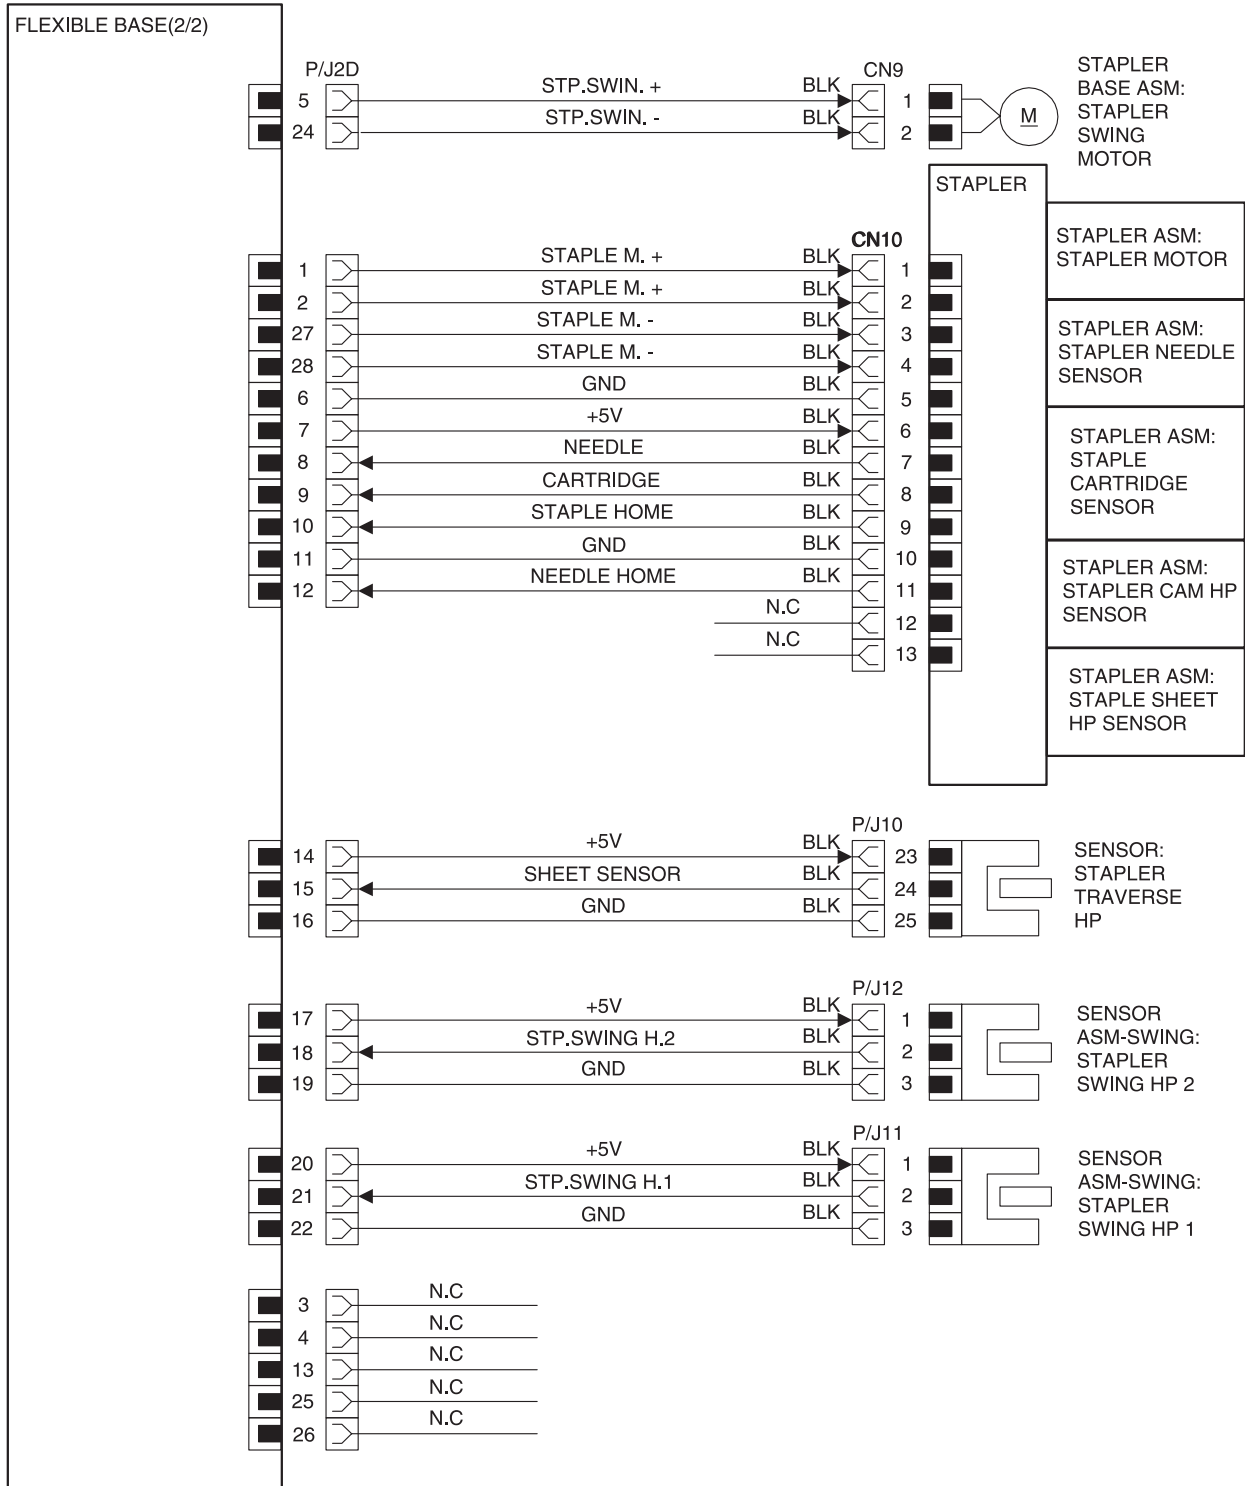 FLEXIBLE BASE(2/2)
P/J2D
CN9
5 STP.SWIN. + BLK 1
24 STP.SWIN. - BLK 2
M
STAPLER
BASE ASM:
STAPLER
SWING
MOTOR
STAPLER
CN10
1 STAPLE M. + BLK 1
2 STAPLE M. + BLK 2
27 STAPLE M. - BLK 3
28 STAPLE M. - BLK 4
6 GND BLK 5
7 +5V BLK 6
8 NEEDLE BLK 7
9 CARTRIDGE BLK 8
10 STAPLE HOME BLK 9
11 GND BLK 10
12 NEEDLE HOME BLK 11
N.C 12
N.C 13
STAPLER ASM:
STAPLER MOTOR
STAPLER ASM:
STAPLER NEEDLE
SENSOR
STAPLER ASM:
STAPLE
CARTRIDGE
SENSOR
STAPLER ASM:
STAPLER CAM HP
SENSOR
STAPLER ASM:
STAPLE SHEET
HP SENSOR
P/J10
14 +5V BLK 23
15 SHEET SENSOR BLK 24
16 GND BLK 25
SENSOR:
STAPLER
TRAVERSE
HP
P/J12
17 +5V BLK 1
18 STP.SWING H.2 BLK 2
19 GND BLK 3
SENSOR
ASM-SWING:
STAPLER
SWING HP 2
P/J11
20 +5V BLK 1
21 STP.SWING H.1 BLK 2
22 GND BLK 3
SENSOR
ASM-SWING:
STAPLER
SWING HP 1
3 N.C
4 N.C
13 N.C
25 N.C
26 N.C